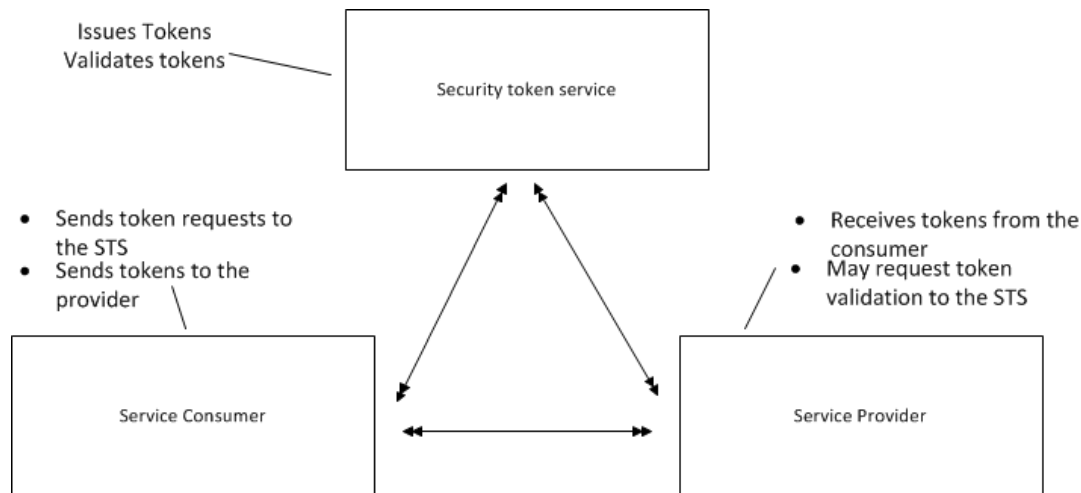 Issues Tokens
Validates tokens
Security token service
• Sends token requests to
the STS
• Sends tokens to the
provider
• Receives tokens from the
consumer
• May request token
validation to the STS
Service Consumer
Service Provider